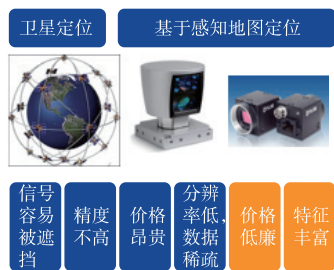 卫星定位
基于感知地图定位
信号
容易
被遮
挡
精度
不高
价格
昂贵
分辨
率低,
数据
稀疏
价格
低廉
特征
丰富